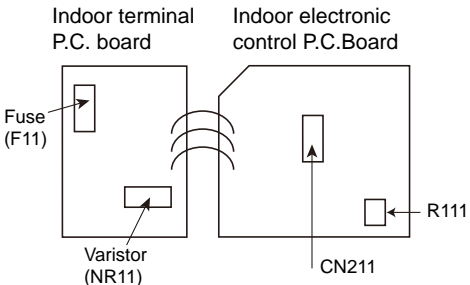 Indoor terminal
P.C. board
Indoor electronic
control P.C.Board
Fuse
(F11)
R111
Varistor
(NR11)
CN211